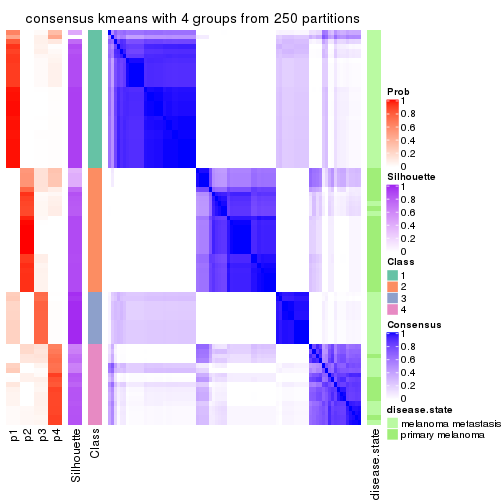 consensus kmeans with 4 groups from 250 partitions
Prob
1
0.8
0.6
0.4
0.2
0
Silhouette
1
0.8
0.6
0.4
0.2
0
Class
1
2
3
4
Consensus
1
0.8
0.6
0.4
0.2
0
disease.state
melanoma metastasis
primary melanoma
p1
p2
p3
p4
Silhouette
Class
disease.state